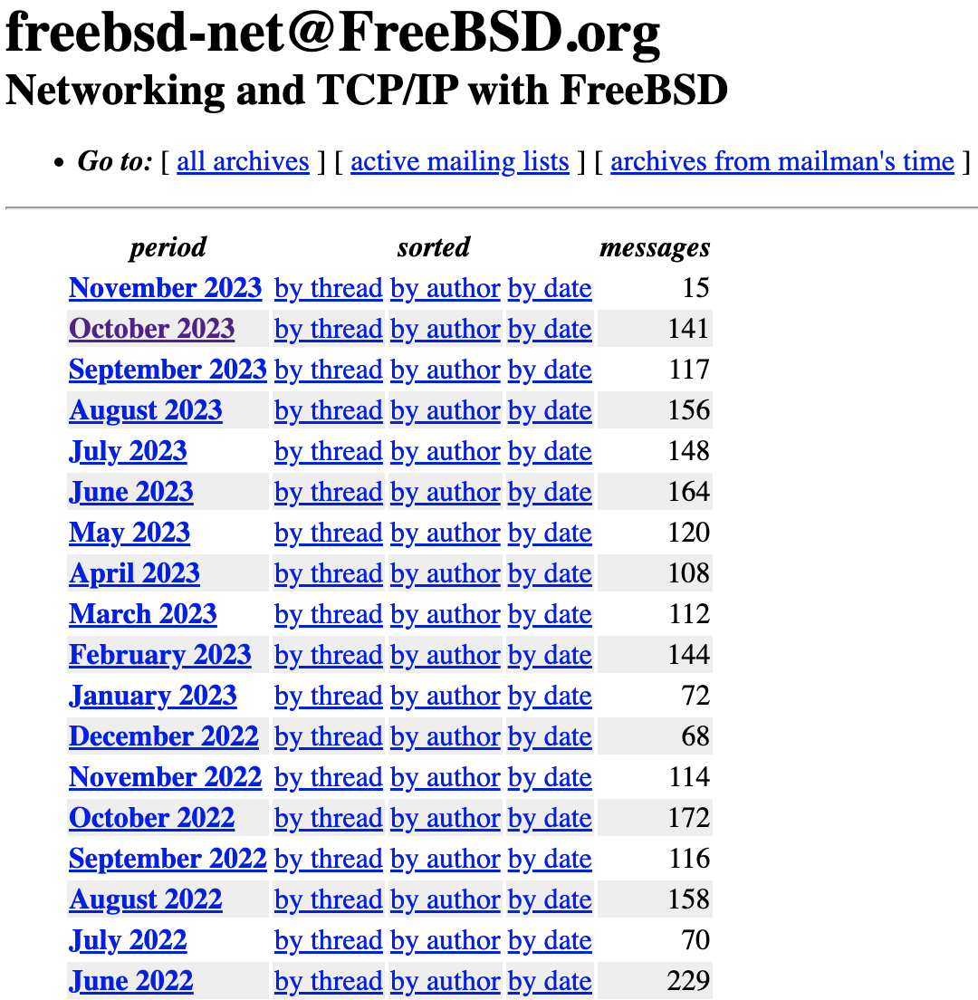 freebsd-net@FreeBSD.org
Networking and TCP/IP with FreeBSD
• Go to: [ all archives ] [ active mailing lists ] [ archives from mailman's time ]
period sorted messages
November 2023 by thread by author by date 15
October 2023 by thread by author by date 141
September 2023 by thread by author by date 117
August 2023 by thread by author by date 156
July 2023 by thread by author by date 148
June 2023 by thread by author by date 164
May 2023 by thread by author by date 120
April 2023 by thread by author by date 108
March 2023 by thread by author by date 112
February 2023 by thread by author by date 144
January 2023 by thread by author by date 72
December 2022 by thread by author by date 68
November 2022 by thread by author by date 114
October 2022 by thread by author by date 172
September 2022 by thread by author by date 116
August 2022 by thread by author by date 158
July 2022 by thread by author by date 70
June 2022 by thread by author by date 229